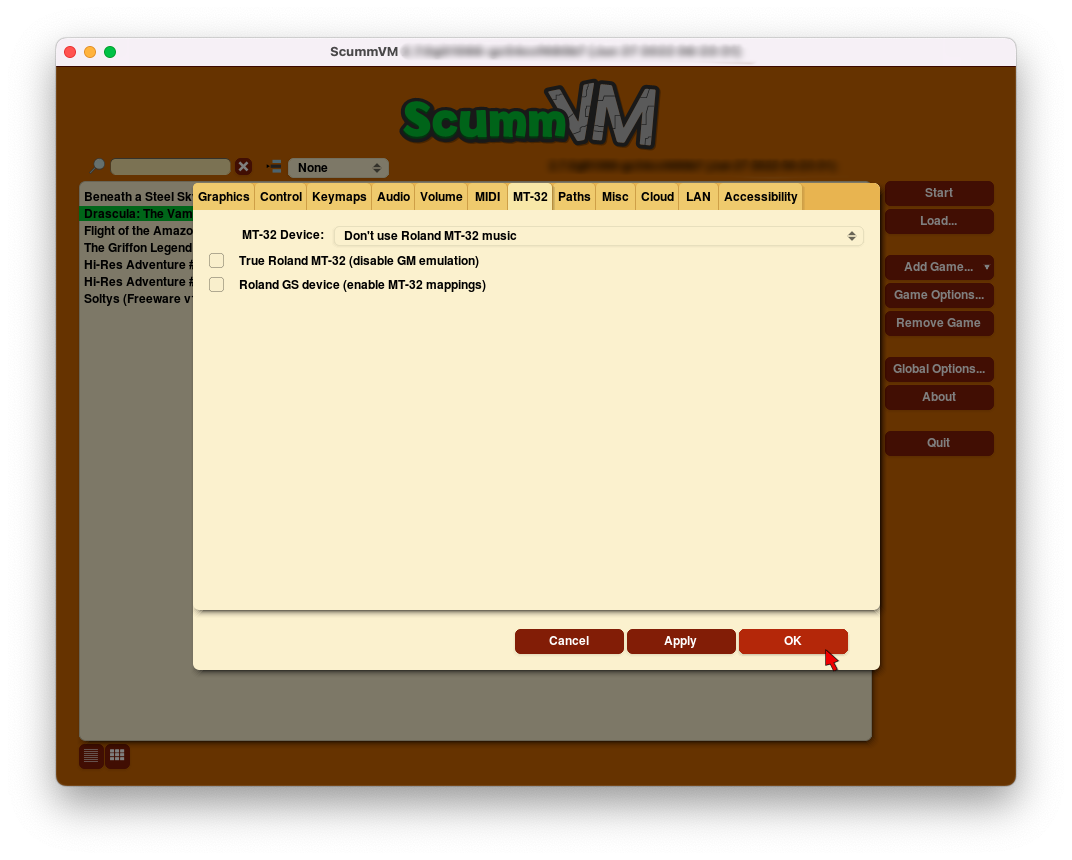 ScummVM
ScummVM
None
Beneath a Steel Sk
Drascula: The Vam
Flight of the Amazo
The Griffon Legend
Hi-Res Adventure #
Hi-Res Adventure #
Soltys (Freeware v
Graphics Control Keymaps Audio Volume MIDI MT-32 Paths Misc Cloud LAN Accessibility
MT-32 Device: Don't use Roland MT-32 music
True Roland MT-32 (disable GM emulation)
Roland GS device (enable MT-32 mappings)
Cancel Apply OK
Start
Load...
Add Game...
Game Options...
Remove Game
Global Options...
About
Quit